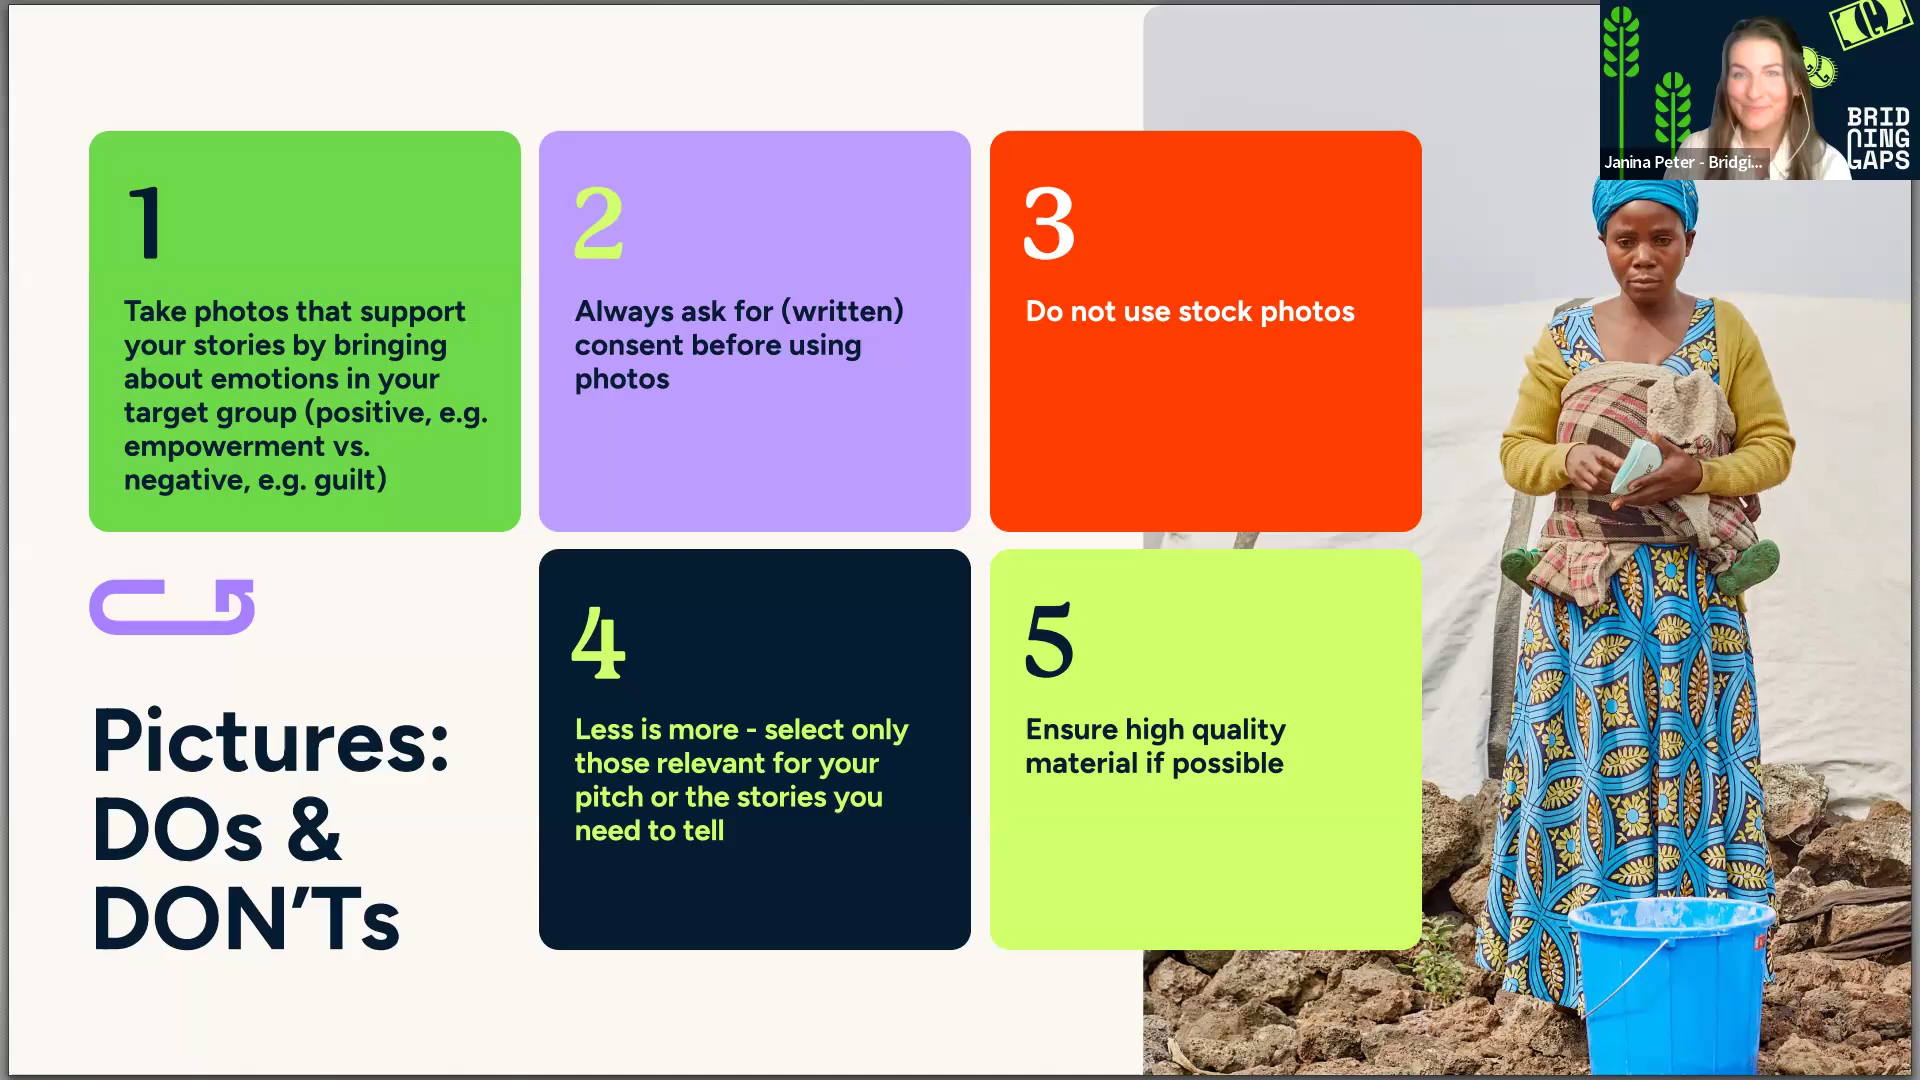 1
Take photos that support
your stories by bringing
about emotions in your
target group (positive, e.g.
empowerment vs.
negative, e.g. guilt)
2
Always ask for (written)
consent before using
photos
3
Do not use stock photos
Janina Peter - Bridgi...
BRID
GING
GAPS
Pictures:
DOs &
DON'Ts
4
Less is more - select only
those relevant for your
pitch or the stories you
need to tell
5
Ensure high quality
material if possible